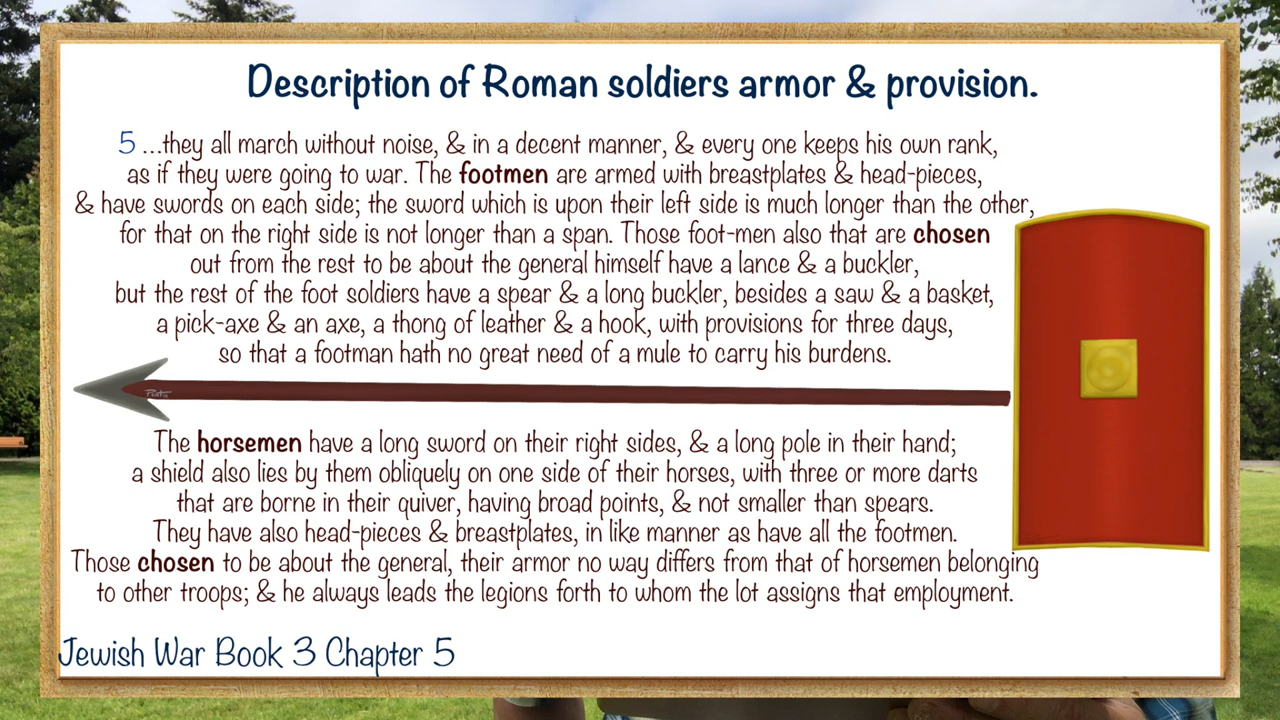 Description of Roman soldiers armor & provision.
5 ...they all march without noise, & in a decent manner, & every one keeps his own rank,
as if they were going to war. The footmen are armed with breastplates & head-pieces,
& have swords on each side; the sword which is upon their left side is much longer than the other,
for that on the right side is not longer than a span. Those foot-men also that are chosen
out from the rest to be about the general himself have a lance & a buckler,
but the rest of the foot soldiers have a spear & a long buckler, besides a saw & a basket,
a pick-axe & an axe, a thong of leather & a hook, with provisions for three days,
so that a footman hath no great need of a mule to carry his burdens.
The horsemen have a long sword on their right sides, & a long pole in their hand;
a shield also lies by them obliquely on one side of their horses, with three or more darts
that are borne in their quiver, having broad points, & not smaller than spears.
They have also head-pieces & breastplates, in like manner as have all the footmen.
Those chosen to be about the general, their armor no way differs from that of horsemen belonging
to other troops; & he always leads the legions forth to whom the lot assigns that employment.
Jewish War Book 3 Chapter 5